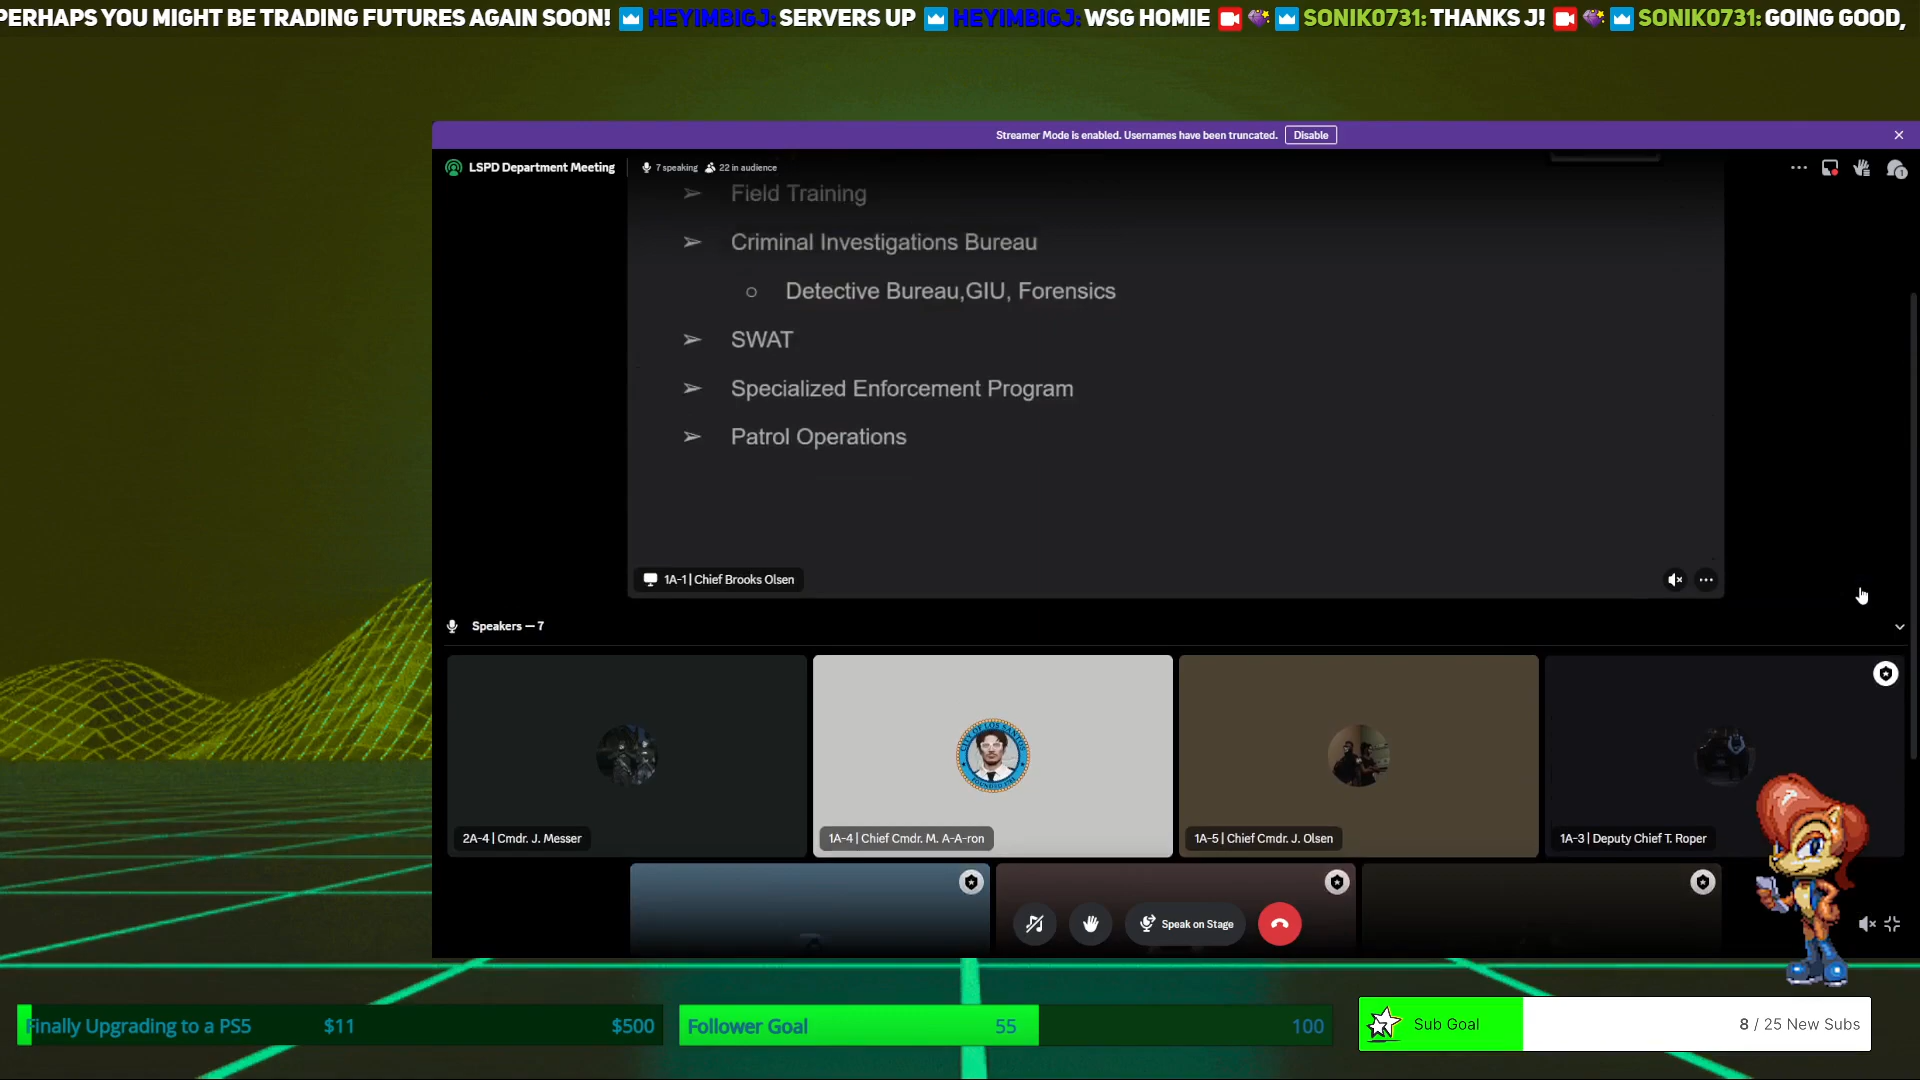 PERHAPS YOU MIGHT BE TRADING FUTURES AGAIN SOON! HEYIMBIGJ: SERVERS UP HEYIMBIGJ: WSG HOMIE SONIK0731: THANKS J! SONIK0731: GOING GOOD,
Streamer Mode is enabled. Usernames have been truncated. Disable
LSPD Department Meeting 7 speaking 22 in audience
1
➢ Field Training
➢ Criminal Investigations Bureau
○ Detective Bureau,GIU, Forensics
➢ SWAT
➢ Specialized Enforcement Program
➢ Patrol Operations
1A-1 | Chief Brooks Olsen
Speakers — 7
CITY OF LOS SANTOS
2A-4 | Cmdr. J. Messer
1A-4 | Chief Cmdr. M. A-A-ron
1A-5 | Chief Cmdr. J. Olsen
1A-3 | Deputy Chief T. Roper
Speak on Stage
Finally Upgrading to a PS5 $11 $500
Follower Goal 55 100
Sub Goal 8 / 25 New Subs